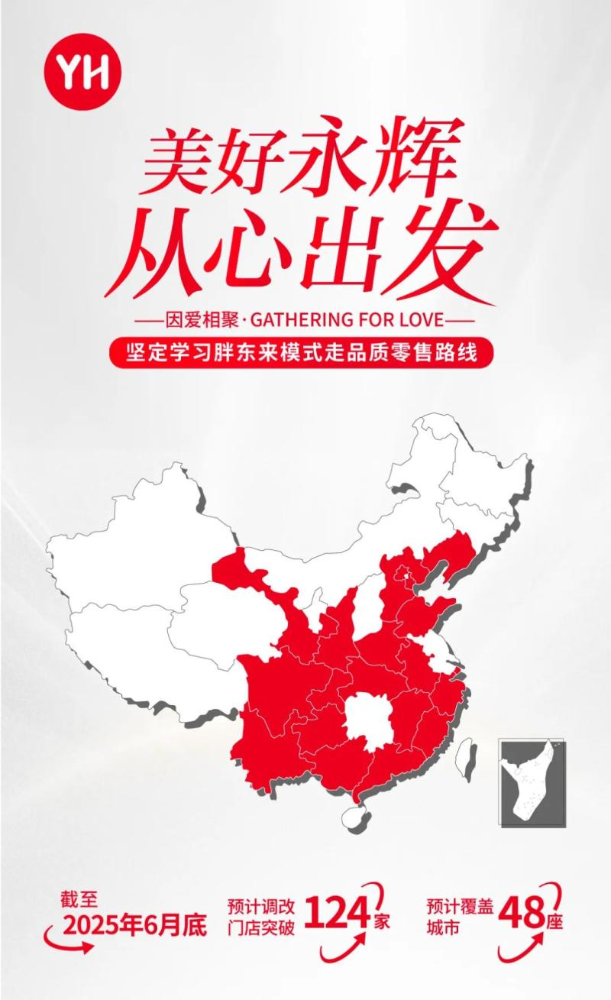 YH
美好永辉
从心出发
——因爱相聚·GATHERING FOR LOVE——
坚定学习胖东来模式走品质零售路线
截至
2025年6月底
预计调改
门店突破 124家
预计覆盖
城市 48座